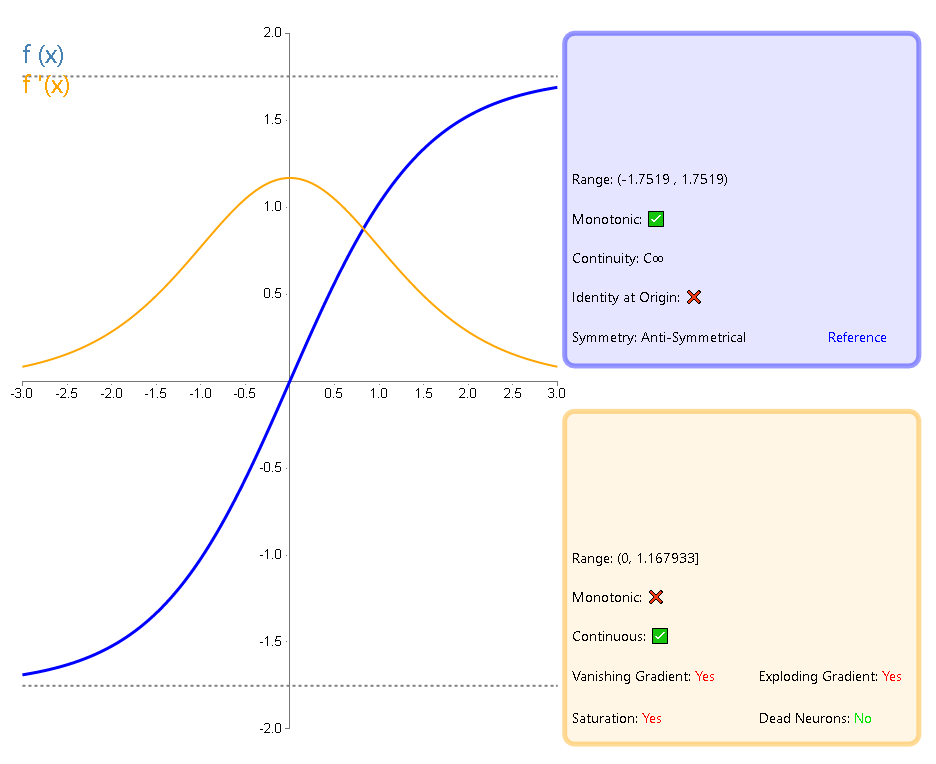 f (x)
f '(x)
2.0
1.5
1.0
0.5
-3.0 -2.5 -2.0 -1.5 -1.0 -0.5 0.5 1.0 1.5 2.0 2.5 3.0
-0.5
-1.0
-1.5
-2.0
Range: (-1.7519 , 1.7519)
Monotonic: ✅
Continuity: C∞
Identity at Origin: ❌
Symmetry: Anti-Symmetrical Reference
Range: (0, 1.167933]
Monotonic: ❌
Continuous: ✅
Vanishing Gradient: Yes Exploding Gradient: Yes
Saturation: Yes Dead Neurons: No